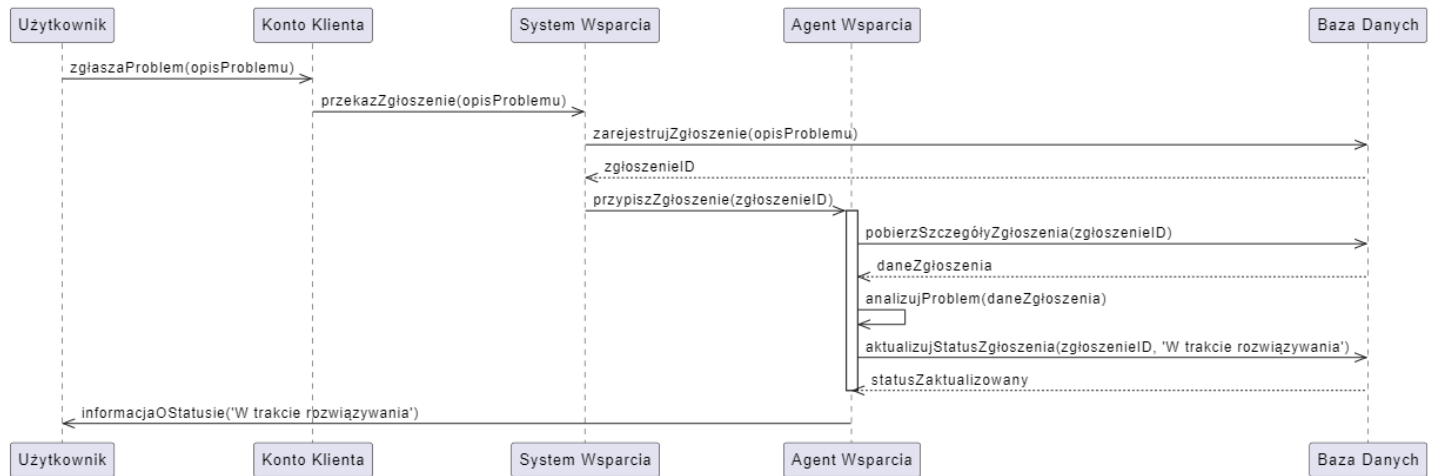 Użytkownik
Konto Klienta
System Wsparcia
Agent Wsparcia
Baza Danych
zgłaszaProblem(opisProblemu)
przekazZgłoszenie(opisProblemu)
zarejestrujZgłoszenie(opisProblemu)
zgłoszenieID
przypiszZgłoszenie(zgłoszenieID)
pobierzSzczegółyZgłoszenia(zgłoszenieID)
daneZgłoszenia
analizujProblem(daneZgłoszenia)
aktualizujStatusZgłoszenia(zgłoszenieID, 'W trakcie rozwiązywania')
statusZaktualizowany
informacjaOStatusie('W trakcie rozwiązywania')
Użytkownik
Konto Klienta
System Wsparcia
Agent Wsparcia
Baza Danych